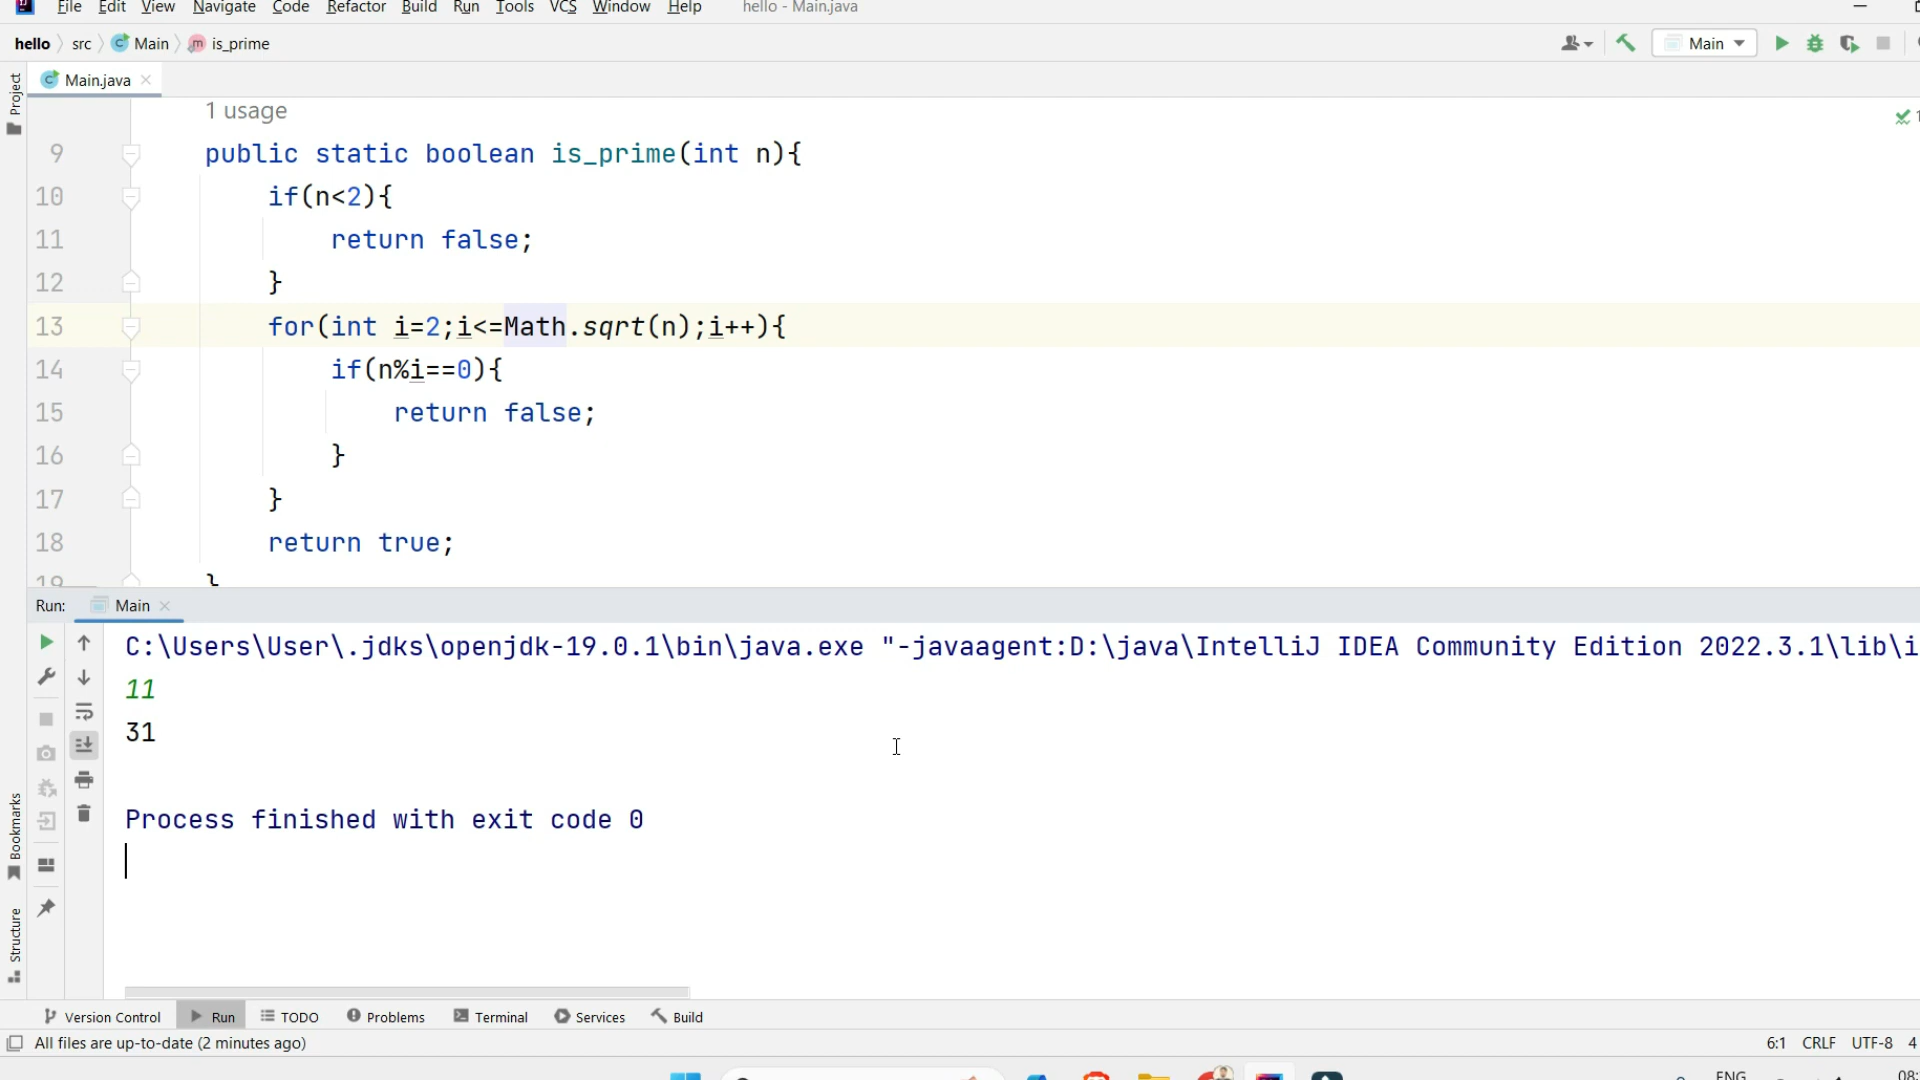 File Edit View Navigate Code Refactor Build Run Tools VCS Window Help hello - Main.java
hello src Main is_prime
Main
Project
Main.java
1 usage
9 public static boolean is_prime(int n){
10 if(n<2){
11 return false;
12 }
13 for(int i=2;i<=Math.sqrt(n);i++){
14 if(n%i==0){
15 return false;
16 }
17 }
18 return true;
19 }
Run: Main
C:\Users\User\.jdks\openjdk-19.0.1\bin\java.exe "-javaagent:D:\java\IntelliJ IDEA Community Edition 2022.3.1\lib\i
11
31
Process finished with exit code 0
Bookmarks
Structure
Version Control Run TODO Problems Terminal Services Build
All files are up-to-date (2 minutes ago) 6:1 CRLF UTF-8 4
ENG 08: